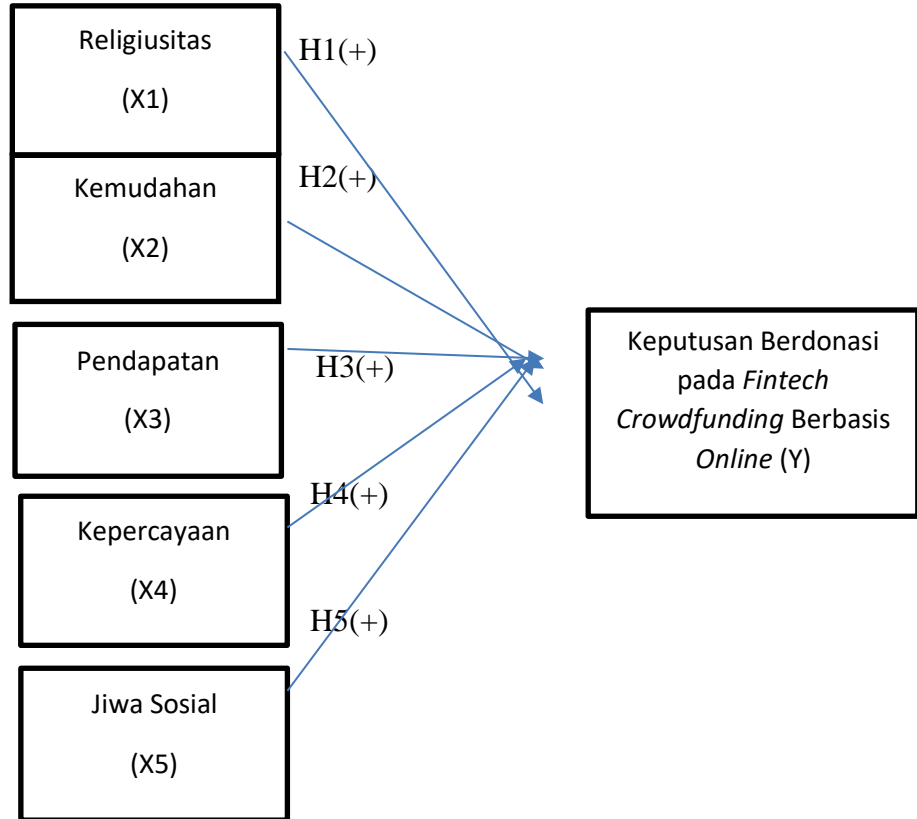 Religiusitas
(X1)
H1(+)
Kemudahan
(X2)
H2(+)
Pendapatan
(X3)
H3(+)
Kepercayaan
(X4)
H4(+)
Jiwa Sosial
(X5)
H5(+)
Keputusan Berdonasi
pada Fintech
Crowdfunding Berbasis
Online (Y)